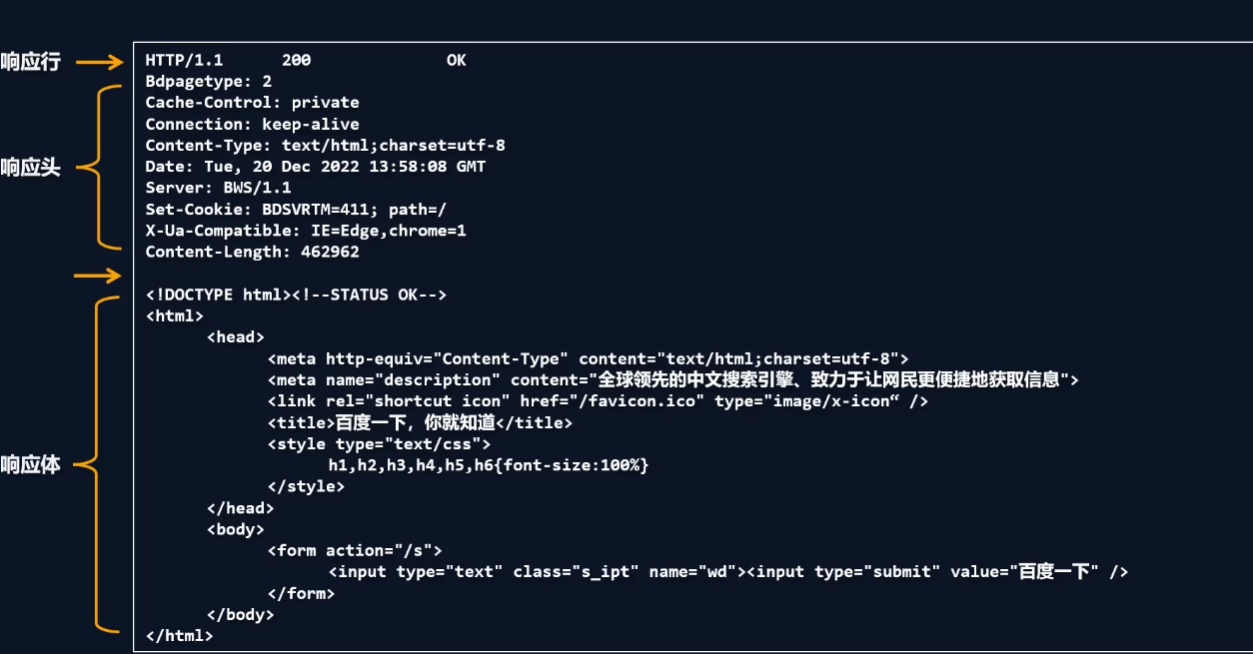 响应行
HTTP/1.1 200 OK
响应头
Bdpagetype: 2
Cache-Control: private
Connection: keep-alive
Content-Type: text/html;charset=utf-8
Date: Tue, 20 Dec 2022 13:58:08 GMT
Server: BWS/1.1
Set-Cookie: BDSVRTM=411; path=/
X-Ua-Compatible: IE=Edge,chrome=1
Content-Length: 462962
响应体
<!DOCTYPE html><!--STATUS OK-->
<html>
<head>
<meta http-equiv="Content-Type" content="text/html;charset=utf-8">
<meta name="description" content="全球领先的中文搜索引擎、致力于让网民更便捷地获取信息">
<link rel="shortcut icon" href="/favicon.ico" type="image/x-icon“ />
<title>百度一下，你就知道</title>
<style type="text/css">
h1,h2,h3,h4,h5,h6{font-size:100%}
</style>
</head>
<body>
<form action="/s">
<input type="text" class="s_ipt" name="wd"><input type="submit" value="百度一下" />
</form>
</body>
</html>